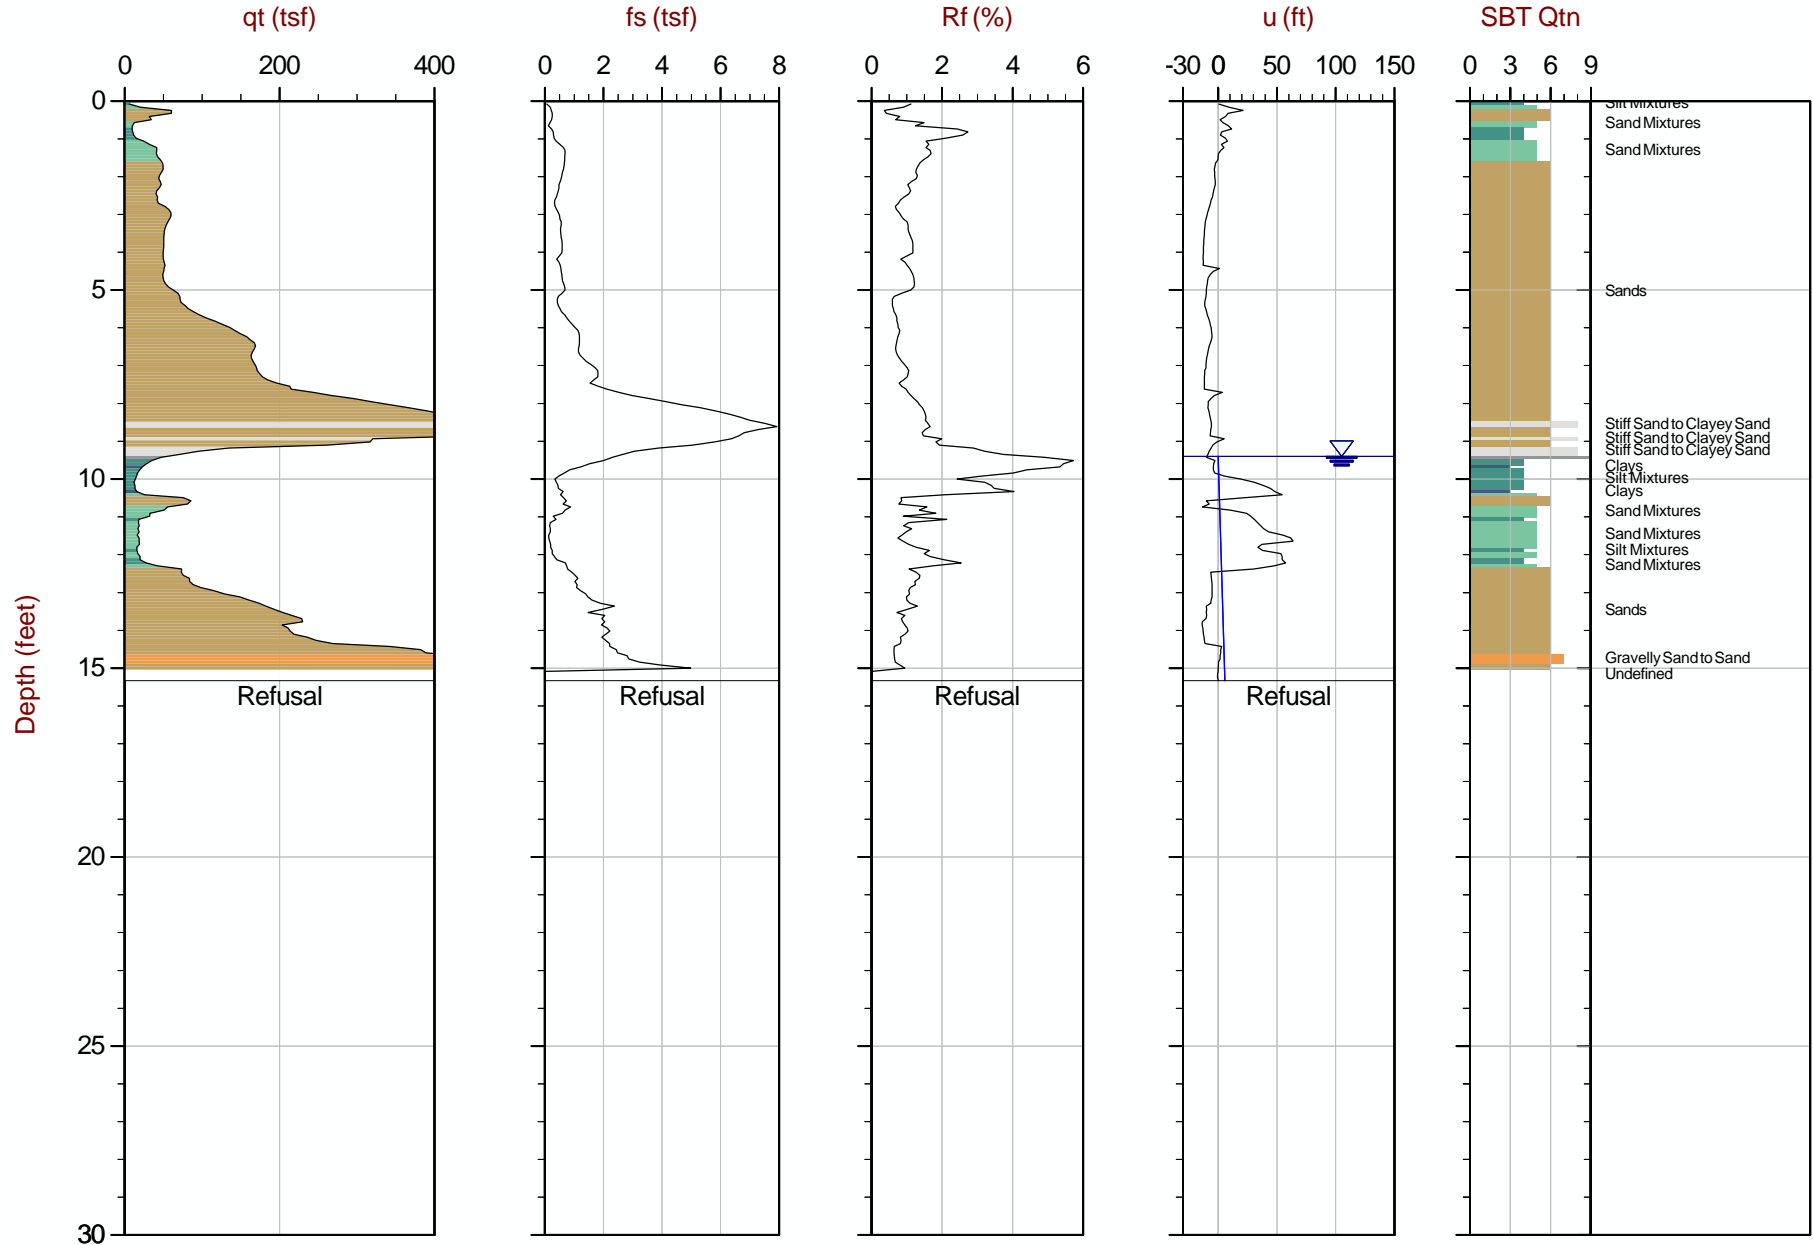 qt (tsf) fs (tsf) Rf (%) u (ft) SBT Qtn
0 200 400 0 2 4 6 8 0 2 4 6 -30 0 50 100 150 0 3 6 9
0
Silt Mixtures
Sand Mixtures
Sand Mixtures
5
Sands
Stiff Sand to Clayey Sand
Stiff Sand to Clayey Sand
Stiff Sand to Clayey Sand
Clays
10
Silt Mixtures
Clays
Sand Mixtures
Sand Mixtures
Silt Mixtures
Sand Mixtures
Sands
Gravelly Sand to Sand
15
Undefined
Refusal Refusal Refusal Refusal
Depth (feet)
20
25
30